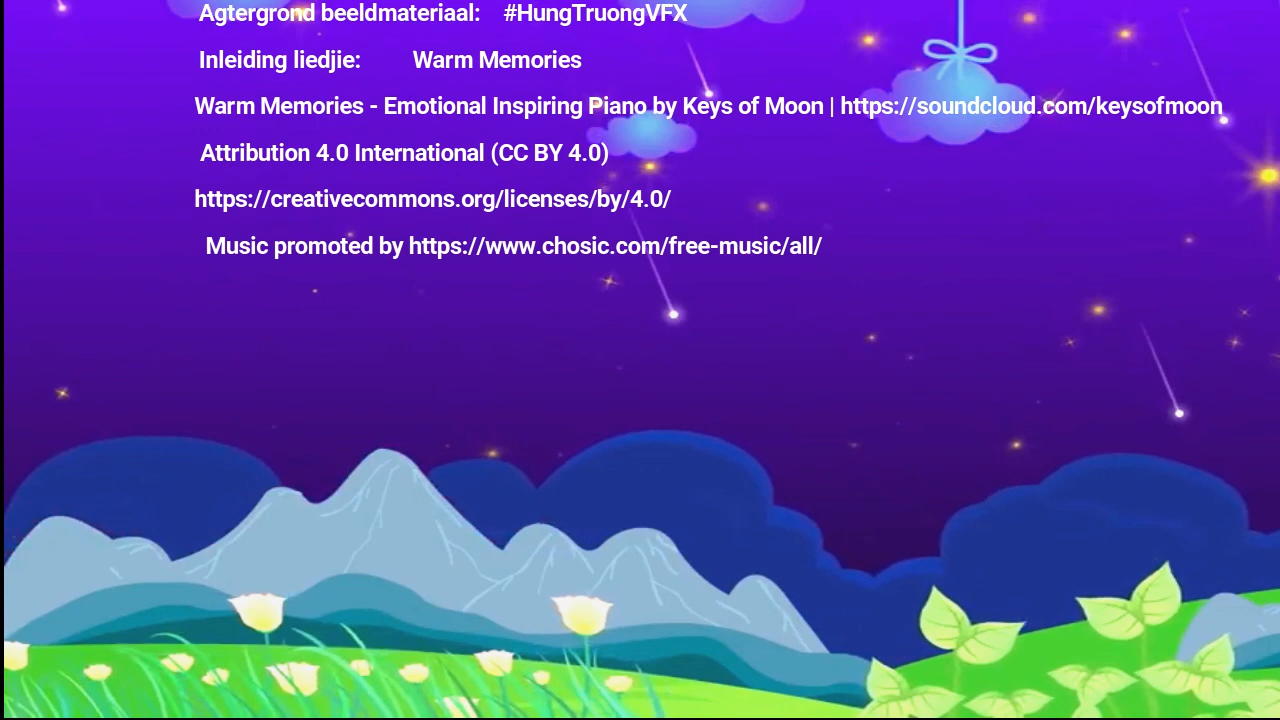 Agtergrond beeldmateriaal: #HungTruongVFX
Inleiding liedjie: Warm Memories
Warm Memories - Emotional Inspiring Piano by Keys of Moon | https://soundcloud.com/keysofmoon
Attribution 4.0 International (CC BY 4.0)
https://creativecommons.org/licenses/by/4.0/
Music promoted by https://www.chosic.com/free-music/all/